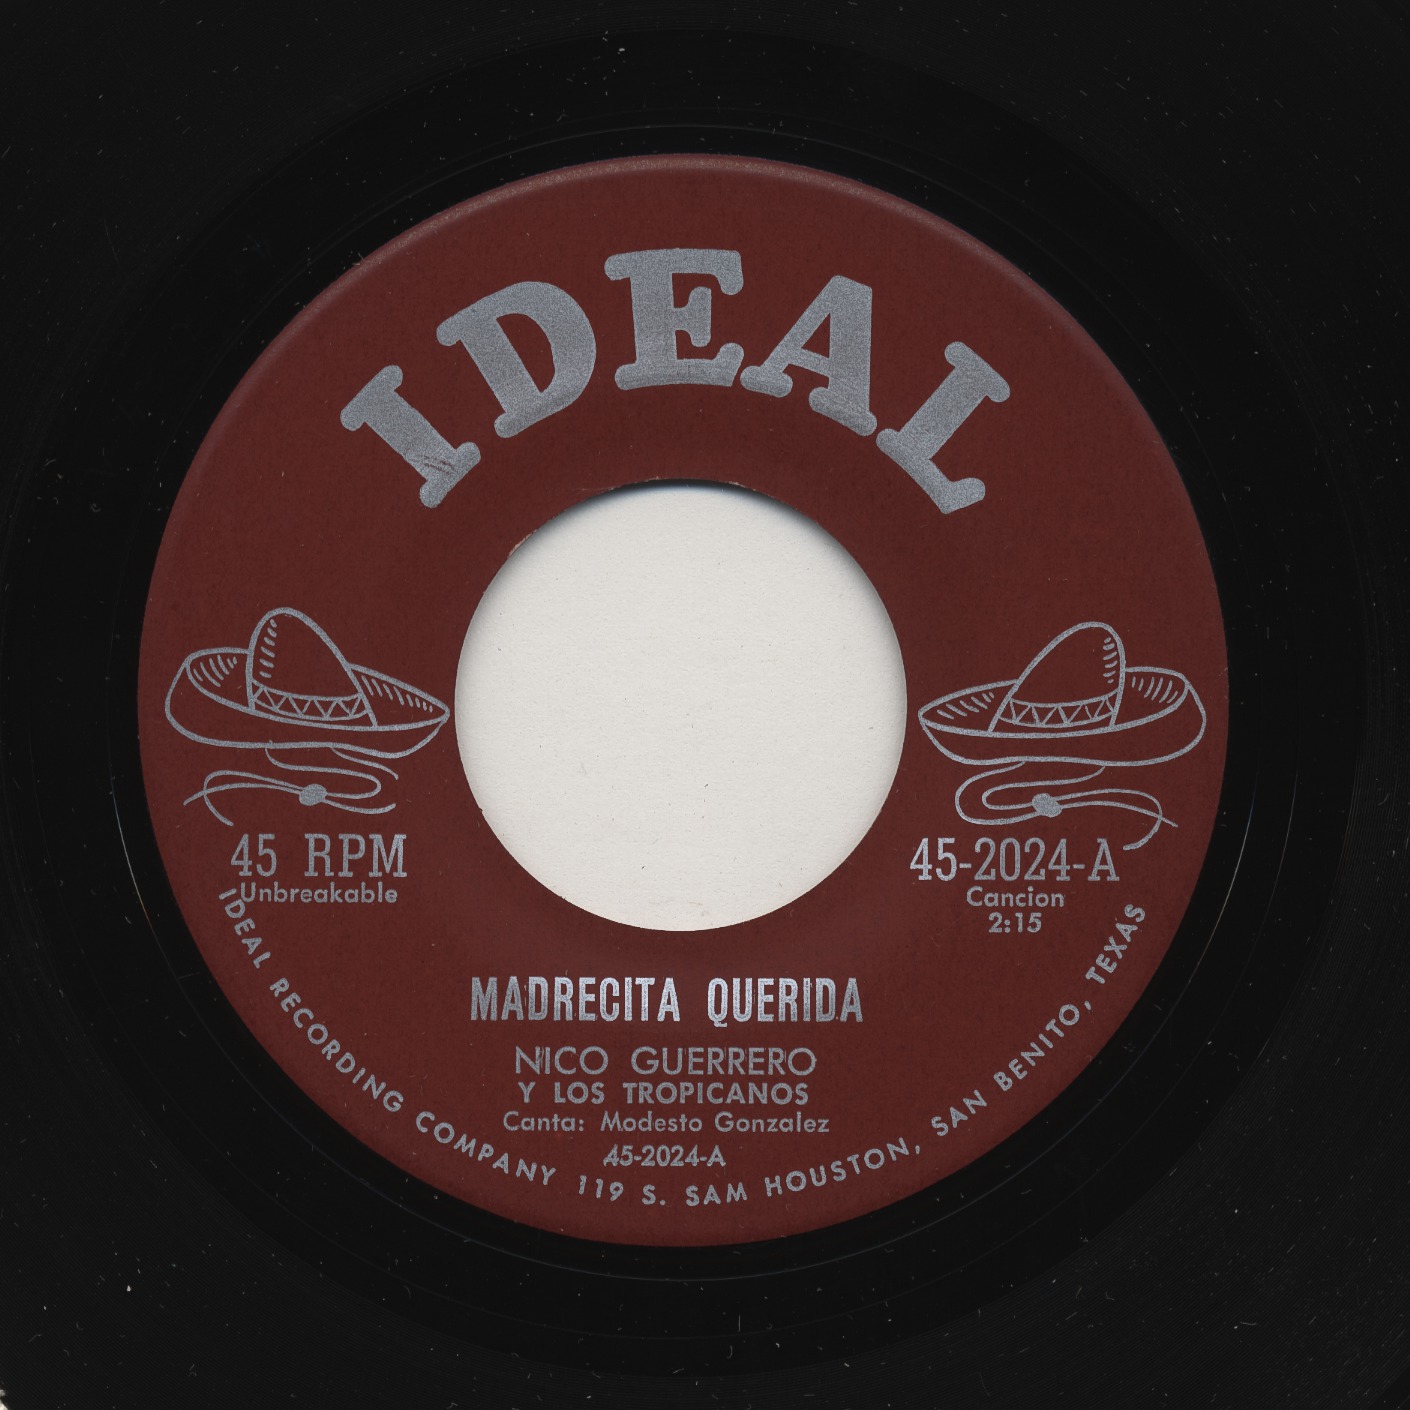 IDEAL
45 RPM
Unbreakable
45-2024-A
Cancion
2:15
MADRECITA QUERIDA
NICO GUERRERO
Y LOS TROPICANOS
Canta: Modesto Gonzalez
45-2024-A
IDEAL RECORDING COMPANY 119 S. SAM HOUSTON, SAN BENITO, TEXAS